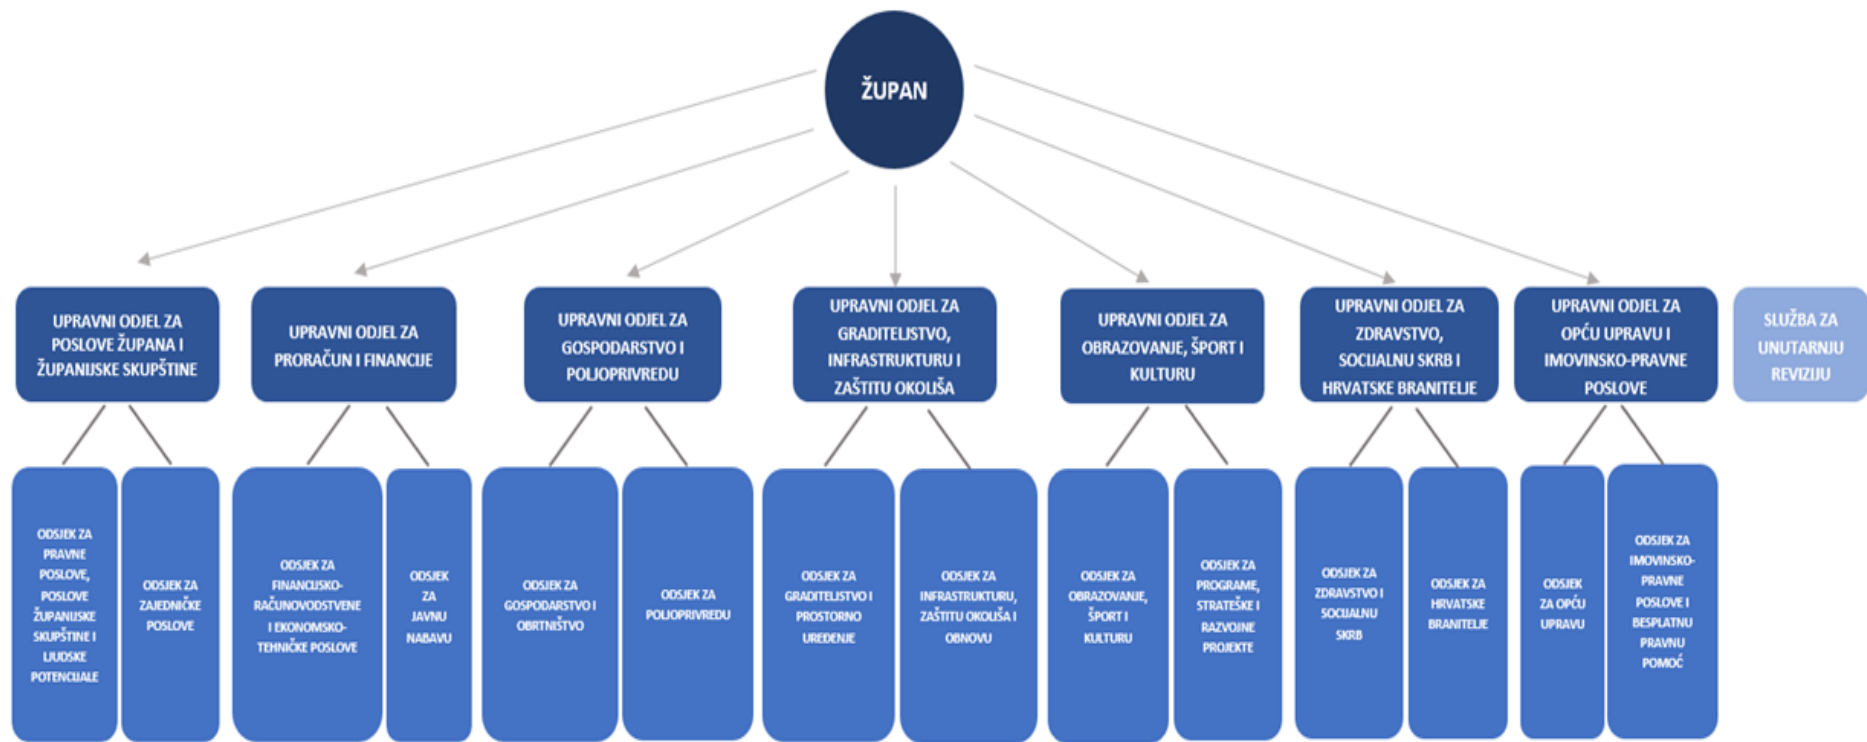 ŽUPAN
UPRAVNI ODJEL ZA
POSLOVE ŽUPANA I
ŽUPANIJSKE SKUPŠTINE
UPRAVNI ODJEL ZA
PRORAČUN I FINANCIJE
UPRAVNI ODJEL ZA
GOSPODARSTVO I
POLJOPRIVREDU
UPRAVNI ODJEL ZA
GRADITELJSTVO,
INFRASTRUKTURU I
ZAŠTITU OKOLIŠA
UPRAVNI ODJEL ZA
OBRAZOVANJE, ŠPORT I
KULTURU
UPRAVNI ODJEL ZA
ZDRAVSTVO,
SOCIJALNU SKRB I
HRVATSKE BRANITELJE
UPRAVNI ODJEL ZA
OPĆU UPRAVU I
IMOVINSKO-PRAVNE
POSLOVE
SLUŽBA ZA
UNUTARNJU
REVIZIJU
ODSJEK ZA
PRAVNE
POSLOVE,
POSLOVE
ŽUPANIJSKE
SKUPŠTINE I
LJUDSKE
POTENCIJALE
ODSJEK ZA
ZAJEDNIČKE
POSLOVE
ODSJEK ZA
FINANCIJSKO-
RAČUNOVODSTVENE
I EKONOMSKO-
TEHNIČKE POSLOVE
ODSJEK
ZA
JAVNU
NABAVU
ODSJEK ZA
GOSPODARSTVO I
OBRTNIŠTVO
ODSJEK ZA
POLJOPRIVREDU
ODSJEK ZA
GRADITELJSTVO I
PROSTORNO
UREĐENJE
ODSJEK ZA
INFRASTRUKTURU,
ZAŠTITU OKOLIŠA I
OBNOVU
ODSJEK ZA
OBRAZOVANJE,
ŠPORT I
KULTURU
ODSJEK ZA
PROGRAME,
STRATEŠKE I
RAZVOJNE
PROJEKTE
ODSJEK ZA
ZDRAVSTVO I
SOCIJALNU
SKRB
ODSJEK ZA
HRVATSKE
BRANITELJE
ODSJEK
ZA OPĆU
UPRAVU
ODSJEK ZA
IMOVINSKO-
PRAVNE
POSLOVE I
BESPLATNU
PRAVNU
POMOĆ